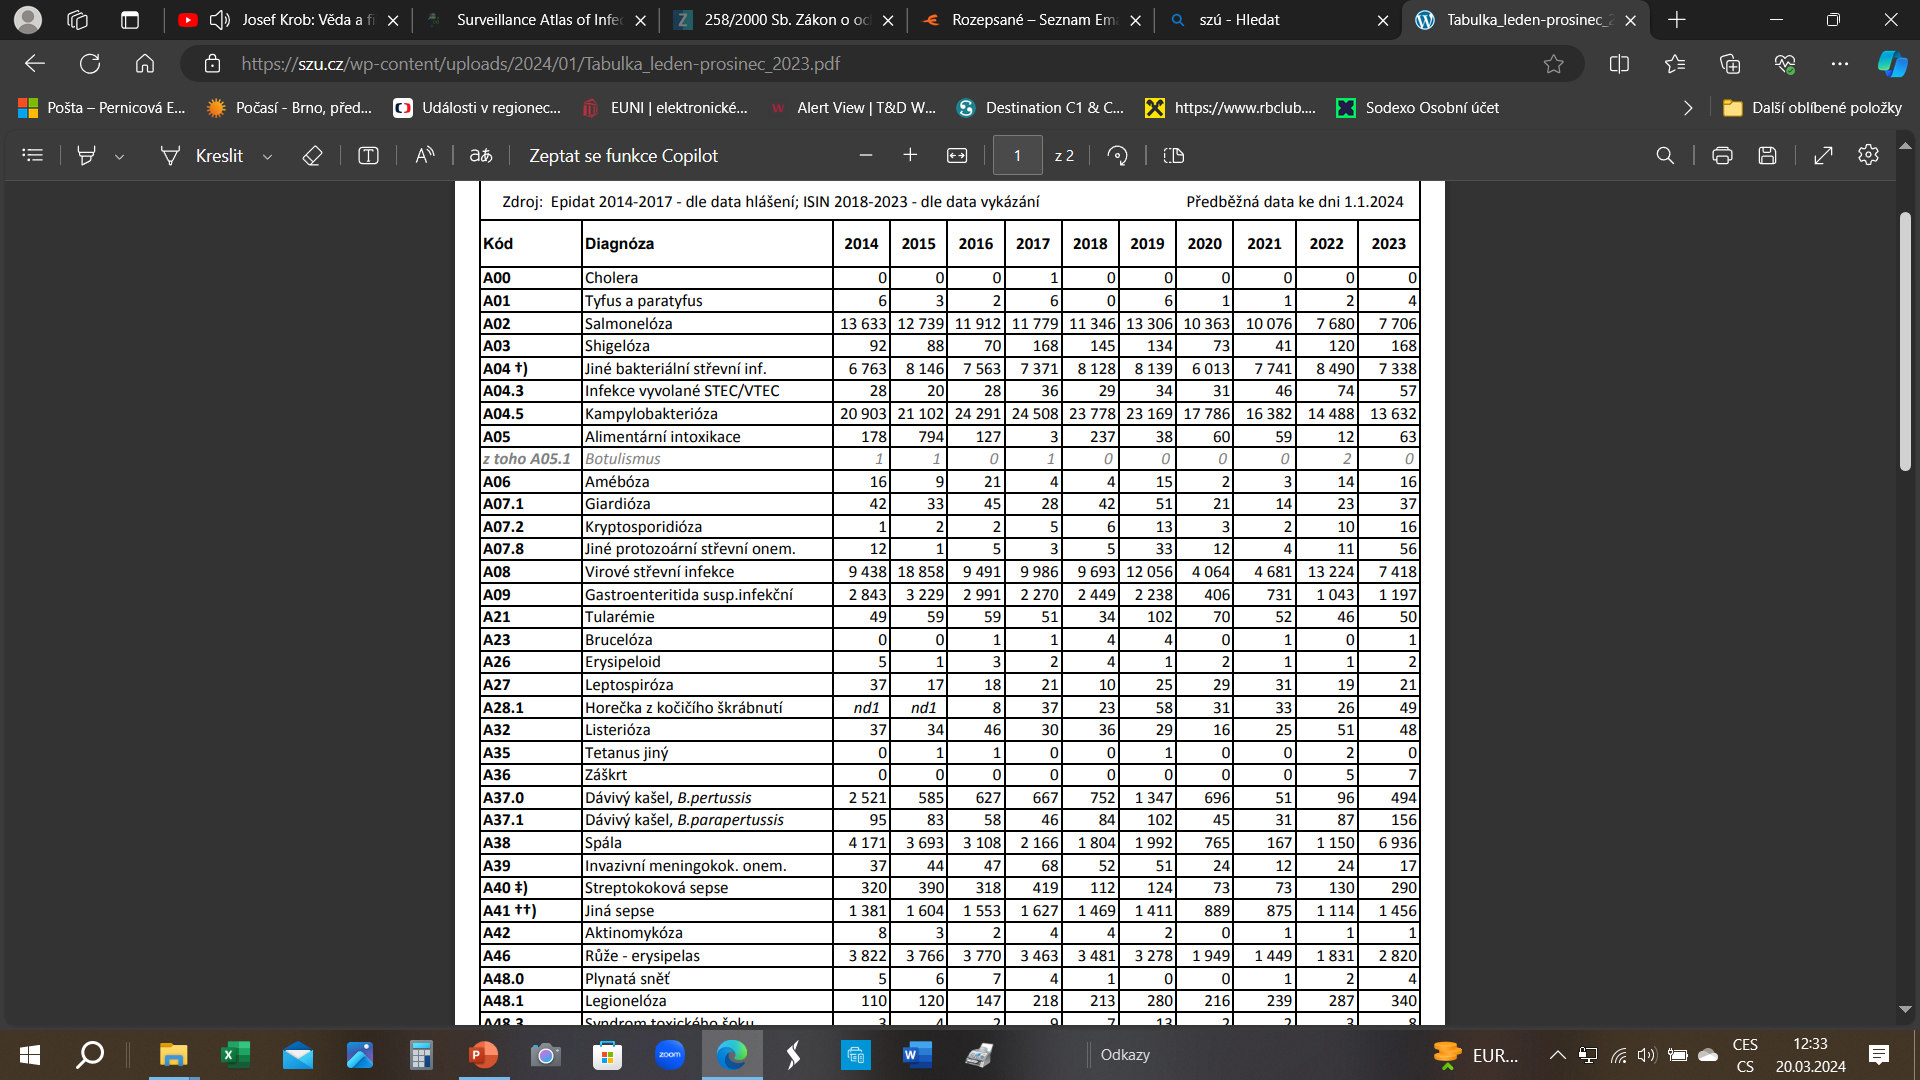 Josef Krob: Věda a fi
Surveillance Atlas of Infec
258/2000 Sb. Zákon o oc
Rozepsané – Seznam Ema
szú - Hledat
Tabulka_leden-prosinec_2
https://szu.cz/wp-content/uploads/2024/01/Tabulka_leden-prosinec_2023.pdf
Pošta – Pernicová E...
Počasí - Brno, před...
Události v regionec...
EUNI | elektronické...
Alert View | T&D W...
Destination C1 & C...
https://www.rbclub....
Sodexo Osobní účet
Další oblíbené položky
Kreslit
Zeptat se funkce Copilot
1
z 2
Zdroj: Epidat 2014-2017 - dle data hlášení; ISIN 2018-2023 - dle data vykázání Předběžná data ke dni 1.1.2024
Kód Diagnóza 2014 2015 2016 2017 2018 2019 2020 2021 2022 2023
A00 Cholera 0 0 0 1 0 0 0 0 0 0
A01 Tyfus a paratyfus 6 3 2 6 0 6 1 1 2 4
A02 Salmonelóza 13 633 12 739 11 912 11 779 11 346 13 306 10 363 10 076 7 680 7 706
A03 Shigelóza 92 88 70 168 145 134 73 41 120 168
A04 †) Jiné bakteriální střevní inf. 6 763 8 146 7 563 7 371 8 128 8 139 6 013 7 741 8 490 7 338
A04.3 Infekce vyvolané STEC/VTEC 28 20 28 36 29 34 31 46 74 57
A04.5 Kampylobakterióza 20 903 21 102 24 291 24 508 23 778 23 169 17 786 16 382 14 488 13 632
A05 Alimentární intoxikace 178 794 127 3 237 38 60 59 12 63
z toho A05.1 Botulismus 1 1 0 1 0 0 0 0 2 0
A06 Amébóza 16 9 21 4 4 15 2 3 14 16
A07.1 Giardióza 42 33 45 28 42 51 21 14 23 37
A07.2 Kryptosporidióza 1 2 2 5 6 13 3 2 10 16
A07.8 Jiné protozoární střevní onem. 12 1 5 3 5 33 12 4 11 56
A08 Virové střevní infekce 9 438 18 858 9 491 9 986 9 693 12 056 4 064 4 681 13 224 7 418
A09 Gastroenteritida susp.infekční 2 843 3 229 2 991 2 270 2 449 2 238 406 731 1 043 1 197
A21 Tularémie 49 59 59 51 34 102 70 52 46 50
A23 Brucelóza 0 0 1 1 4 4 0 1 0 1
A26 Erysipeloid 5 1 3 2 4 1 2 1 1 2
A27 Leptospiróza 37 17 18 21 10 25 29 31 19 21
A28.1 Horečka z kočičího škrábnutí nd1 nd1 8 37 23 58 31 33 26 49
A32 Listerióza 37 34 46 30 36 29 16 25 51 48
A35 Tetanus jiný 0 1 1 0 0 1 0 0 2 0
A36 Záškrt 0 0 0 0 0 0 0 0 5 7
A37.0 Dávivý kašel, B.pertussis 2 521 585 627 667 752 1 347 696 51 96 494
A37.1 Dávivý kašel, B.parapertussis 95 83 58 46 84 102 45 31 87 156
A38 Spála 4 171 3 693 3 108 2 166 1 804 1 992 765 167 1 150 6 936
A39 Invazivní meningokok. onem. 37 44 47 68 52 51 24 12 24 17
A40 ‡) Streptokoková sepse 320 390 318 419 112 124 73 73 130 290
A41 ††) Jiná sepse 1 381 1 604 1 553 1 627 1 469 1 411 889 875 1 114 1 456
A42 Aktinomykóza 8 3 2 4 4 2 0 1 1 1
A46 Růže - erysipelas 3 822 3 766 3 770 3 463 3 481 3 278 1 949 1 449 1 831 2 820
A48.0 Plynatá sněť 5 6 7 4 1 0 0 1 2 4
A48.1 Legionelóza 110 120 147 218 213 280 216 239 287 340
A48.3 Syndrom toxického šoku 3 4 2 9 7 13 2 2 3 8
Odkazy
EUR...
CES
CS
12:33
20.03.2024